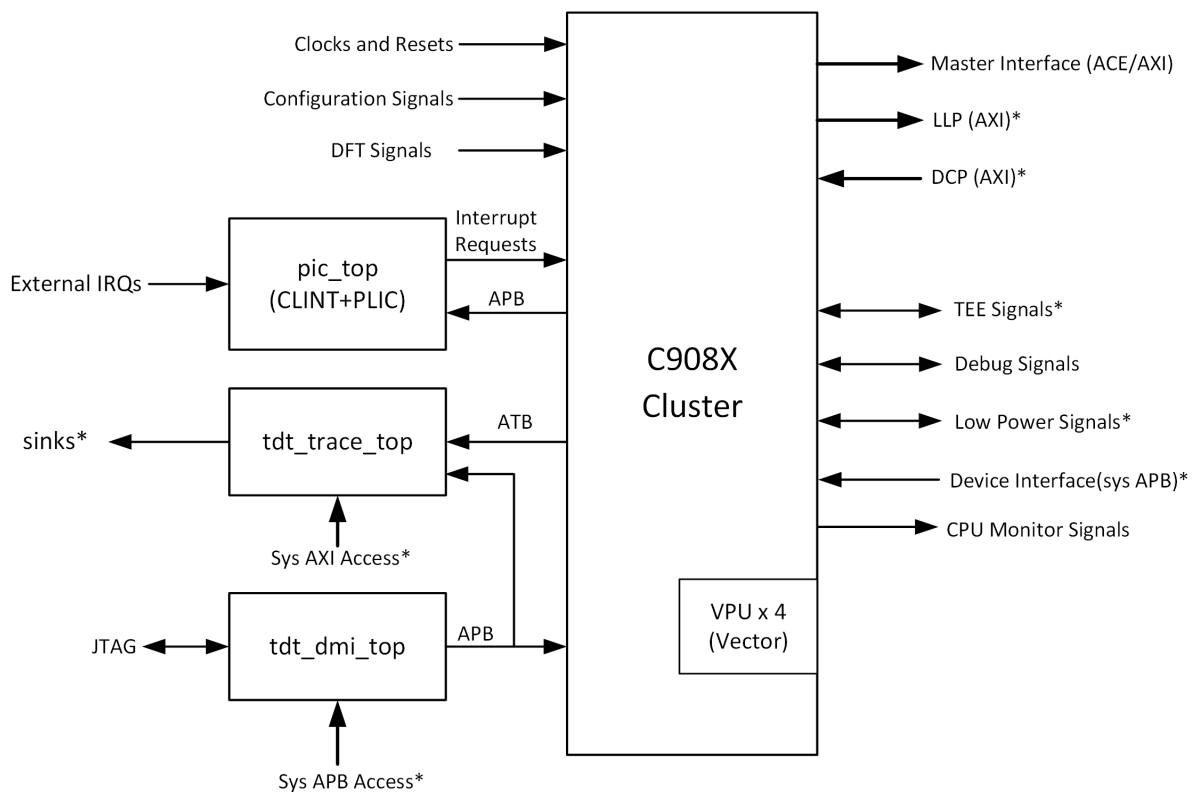 Clocks and Resets
Master Interface (ACE/AXI)
Configuration Signals
LLP (AXI)*
DFT Signals
DCP (AXI)*
Interrupt
Requests
External IRQs
pic_top
(CLINT+PLIC)
APB
TEE Signals*
C908X
Cluster
Debug Signals
ATB
Low Power Signals*
sinks*
tdt_trace_top
Device Interface(sys APB)*
CPU Monitor Signals
Sys AXI Access*
VPU x 4
(Vector)
JTAG
tdt_dmi_top
APB
Sys APB Access*